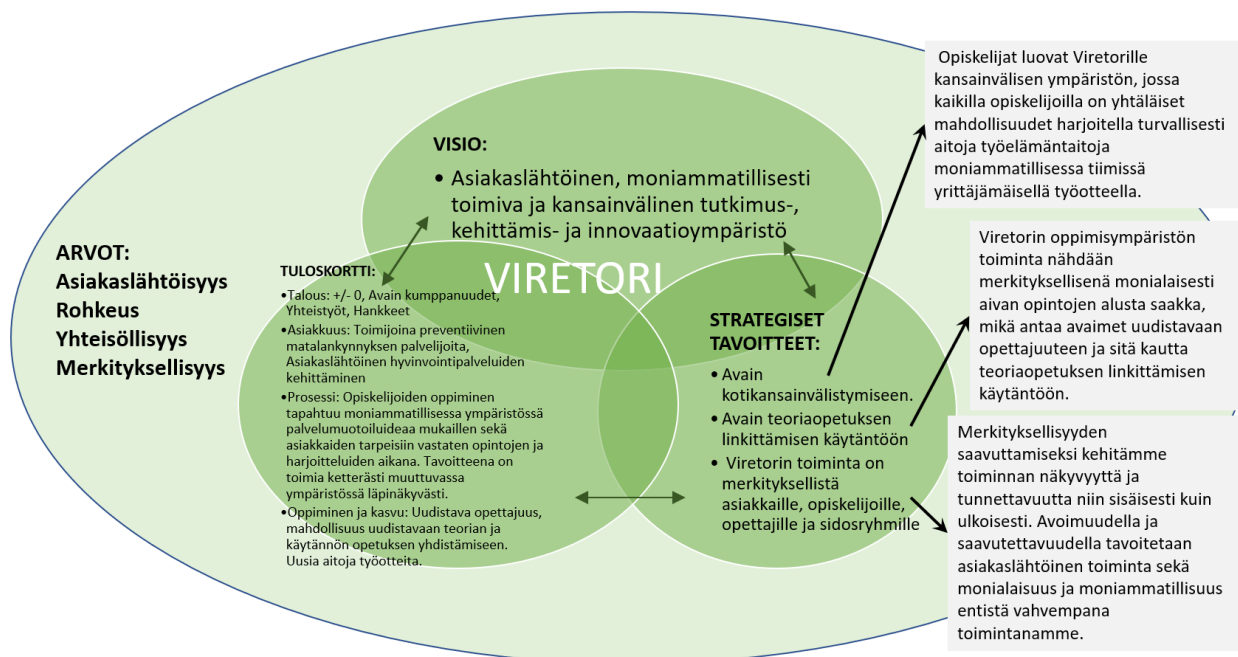 ARVOT:
Asiakaslähtöisyys
Rohkeus
Yhteisöllisyys
Merkityksellisyys
VISIO:
• Asiakaslähtöinen, moniammatillisesti
toimiva ja kansainvälinen tutkimus-,
kehittämis- ja innovaatioympäristö
VIRETORI
TULOSKORTTI:
•Talous: +/- 0, Avain kumppanuudet,
Yhteistyöt, Hankkeet
•Asiakkuus: Toimijoina preventiivinen
matalankynnyksen palvelijoita,
Asiakaslähtöinen hyvinvointipalveluiden
kehittäminen
•Prosessi: Opiskelijoiden oppiminen
tapahtuu moniammatillisessa ympäristössä
palvelumuotoiluideaa mukaillen sekä
asiakkaiden tarpeisiin vastaten opintojen ja
harjoitteluiden aikana. Tavoitteena on
toimia ketterästi muuttuvassa
ympäristössä läpinäkyvästi.
•Oppiminen ja kasvu: Uudistava opettajuus,
mahdollisuus uudistavaan teorian ja
käytännön opetuksen yhdistämiseen.
Uusia aitoja työotteita.
STRATEGISET
TAVOITTEET:
• Avain
kotikansainvälistymiseen.
• Avain teoriaopetuksen
linkittämisen käytäntöön
• Viretorin toiminta on
merkityksellistä
asiakkaille, opiskelijoille,
opettajille ja sidosryhmille
Opiskelijat luovat Viretorille
kansainvälisen ympäristön, jossa
kaikilla opiskelijoilla on yhtäläiset
mahdollisuudet harjoitella turvallisesti
aitoja työelämäntaitoja
moniammatillisessa tiimissä
yrittäjämäisellä työotteella.
Viretorin oppimisympäristön
toiminta nähdään
merkityksellisenä monialaisesti
aivan opintojen alusta saakka,
mikä antaa avaimet uudistavaan
opettajuuteen ja sitä kautta
teoriaopetuksen linkittämisen
käytäntöön.
Merkityksellisyyden
saavuttamiseksi kehitämme
toiminnan näkyvyyttä ja
tunnettavuutta niin sisäisesti kuin
ulkoisesti. Avoimuudella ja
saavutettavuudella tavoitetaan
asiakaslähtöinen toiminta sekä
monialaisuus ja moniammatillisuus
entistä vahvempana
toimintanamme.